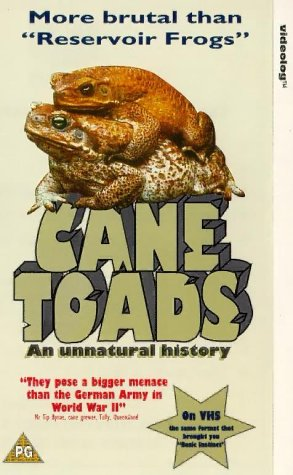 More brutal than
"Reservoir Frogs"
videolog™
CANE
TOADS
An unnatural history
"They pose a bigger menace
than the German Army in
World War II"
Mr Tip Byrne, cane grower, Tully, Queensland
On VHS
the same format that
brought you
"Basic Instinct"
PG